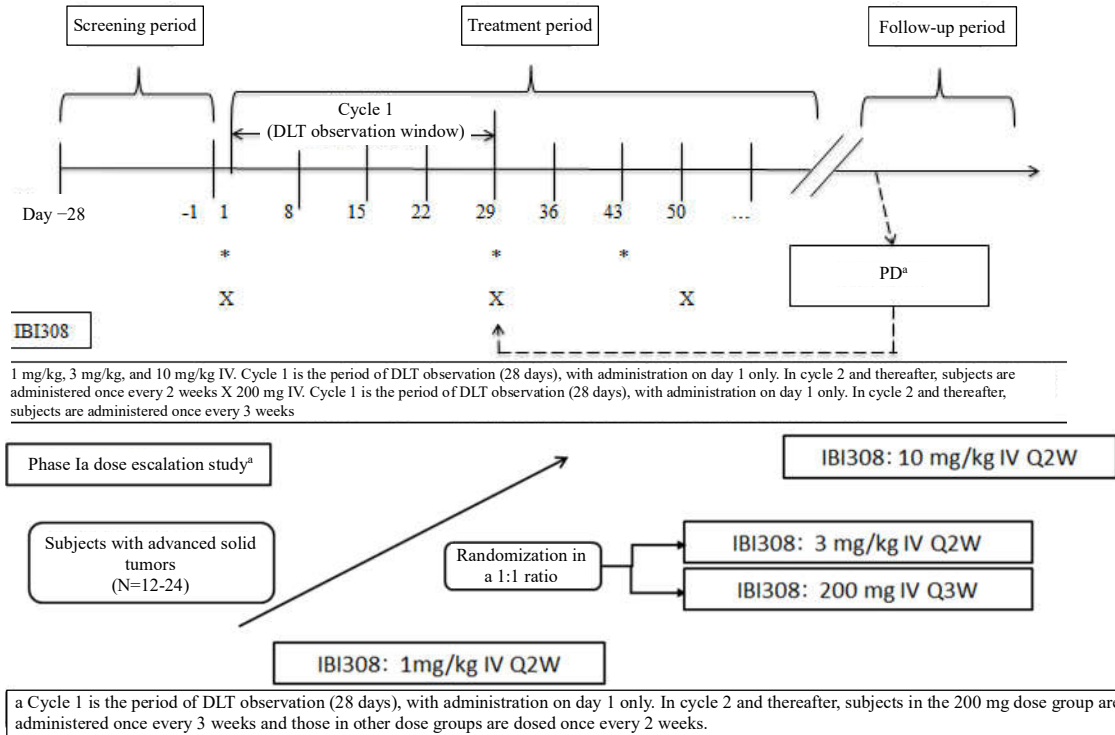 Screening period
Treatment period
Follow-up period
Cycle 1
(DLT observation window)
Day −28
-1 1 8 15 22 29 36 43 50 ...
* * *
PDa
X X X
IBI308
1 mg/kg, 3 mg/kg, and 10 mg/kg IV. Cycle 1 is the period of DLT observation (28 days), with administration on day 1 only. In cycle 2 and thereafter, subjects are
administered once every 2 weeks X 200 mg IV. Cycle 1 is the period of DLT observation (28 days), with administration on day 1 only. In cycle 2 and thereafter,
subjects are administered once every 3 weeks
Phase Ia dose escalation studya
IBI308: 10 mg/kg IV Q2W
Subjects with advanced solid
tumors
(N=12-24)
Randomization in
a 1:1 ratio
IBI308: 3 mg/kg IV Q2W
IBI308: 200 mg IV Q3W
IBI308: 1mg/kg IV Q2W
a Cycle 1 is the period of DLT observation (28 days), with administration on day 1 only. In cycle 2 and thereafter, subjects in the 200 mg dose group are
administered once every 3 weeks and those in other dose groups are dosed once every 2 weeks.